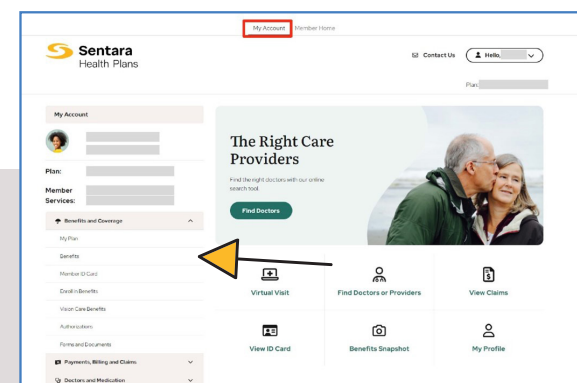 My Account Member Home
Sentara
Health Plans
Contact Us
Hello,
Plan:
My Account
Plan:
Member
Services:
Benefits and Coverage
My Plan
Benefits
Member ID Card
Enroll in Benefits
Vision Care Benefits
Authorizations
Forms and Documents
Payments, Billing and Claims
Doctors and Medication
The Right Care
Providers
Find the right doctors with our online
search tool
Find Doctors
Virtual Visit
Find Doctors or Providers
View Claims
View ID Card
Benefits Snapshot
My Profile